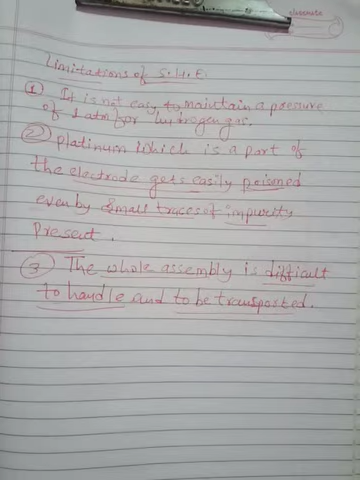 classmate
Limitations of S.H.E.
① It is not easy to maintain a pressure
of 1 atm for hydrogen gas.
② Platinum which is a part of
the electrode gets easily poisned
even by small traces of impurity
present.
③ The whole assembly is difficult
to handle and to be transported.